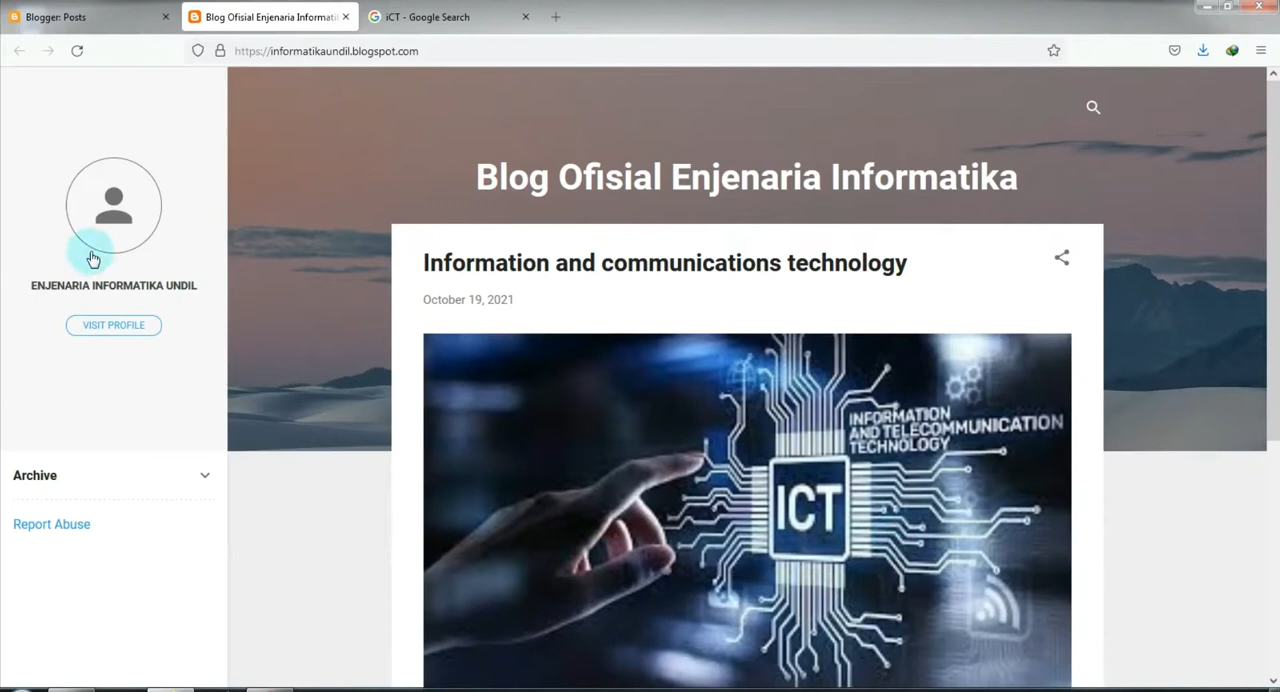 Blogger: Posts
Blog Ofisial Enjenaria Informati
iCT - Google Search
https://informatikaundil.blogspot.com
Blog Ofisial Enjenaria Informatika
ENJENARIA INFORMATIKA UNDIL
VISIT PROFILE
Archive
Report Abuse
Information and communications technology
October 19, 2021
INFORMATION
AND TELECOMMUNICATION
TECHNOLOGY
ICT